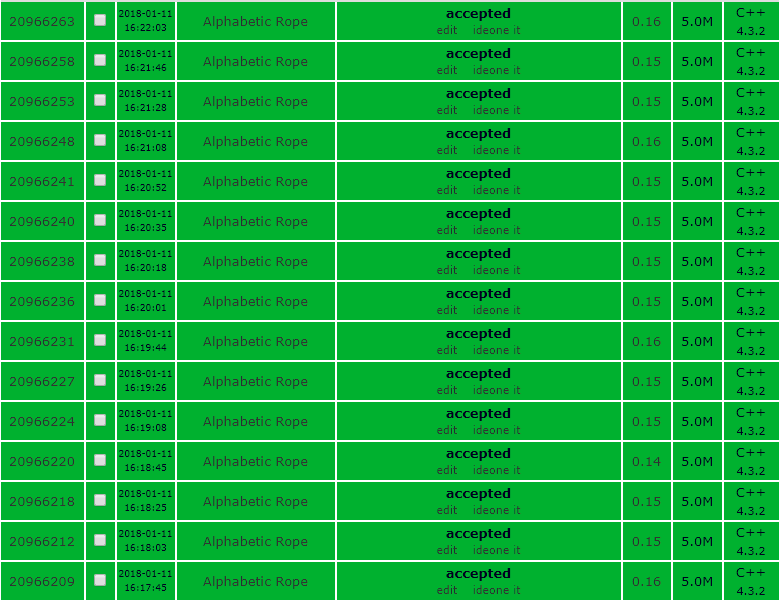 20966263 2018-01-11 16:22:03 Alphabetic Rope accepted edit ideone it 0.16 5.0M C++ 4.3.2
20966258 2018-01-11 16:21:46 Alphabetic Rope accepted edit ideone it 0.15 5.0M C++ 4.3.2
20966253 2018-01-11 16:21:28 Alphabetic Rope accepted edit ideone it 0.15 5.0M C++ 4.3.2
20966248 2018-01-11 16:21:08 Alphabetic Rope accepted edit ideone it 0.16 5.0M C++ 4.3.2
20966241 2018-01-11 16:20:52 Alphabetic Rope accepted edit ideone it 0.15 5.0M C++ 4.3.2
20966240 2018-01-11 16:20:35 Alphabetic Rope accepted edit ideone it 0.15 5.0M C++ 4.3.2
20966238 2018-01-11 16:20:18 Alphabetic Rope accepted edit ideone it 0.15 5.0M C++ 4.3.2
20966236 2018-01-11 16:20:01 Alphabetic Rope accepted edit ideone it 0.15 5.0M C++ 4.3.2
20966231 2018-01-11 16:19:44 Alphabetic Rope accepted edit ideone it 0.16 5.0M C++ 4.3.2
20966227 2018-01-11 16:19:26 Alphabetic Rope accepted edit ideone it 0.15 5.0M C++ 4.3.2
20966224 2018-01-11 16:19:08 Alphabetic Rope accepted edit ideone it 0.15 5.0M C++ 4.3.2
20966220 2018-01-11 16:18:45 Alphabetic Rope accepted edit ideone it 0.14 5.0M C++ 4.3.2
20966218 2018-01-11 16:18:25 Alphabetic Rope accepted edit ideone it 0.15 5.0M C++ 4.3.2
20966212 2018-01-11 16:18:03 Alphabetic Rope accepted edit ideone it 0.15 5.0M C++ 4.3.2
20966209 2018-01-11 16:17:45 Alphabetic Rope accepted edit ideone it 0.16 5.0M C++ 4.3.2